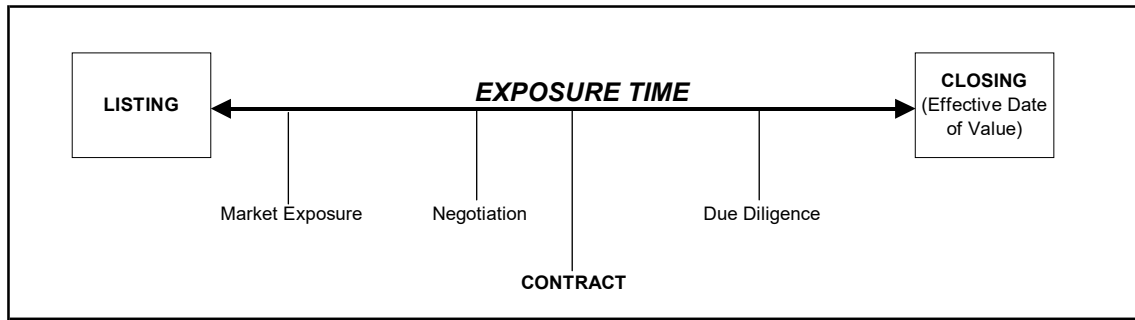 LISTING
EXPOSURE TIME
CLOSING
(Effective Date
of Value)
Market Exposure
Negotiation
Due Diligence
CONTRACT